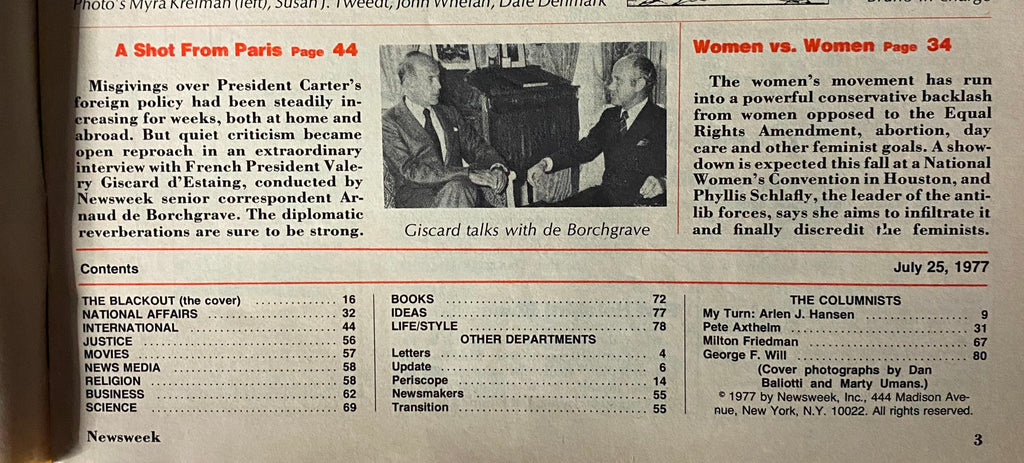 Photo's Myra Kreiman (left), Susan J. Tweedt, John Whelan, Dale Denmark
A Shot From Paris Page 44
Misgivings over President Carter's
foreign policy had been steadily in-
creasing for weeks, both at home and
abroad. But quiet criticism became
open reproach in an extraordinary
interview with French President Vale-
ry Giscard d'Estaing, conducted by
Newsweek senior correspondent Ar-
naud de Borchgrave. The diplomatic
reverberations are sure to be strong.
Giscard talks with de Borchgrave
Women vs. Women Page 34
The women's movement has run
into a powerful conservative backlash
from women opposed to the Equal
Rights Amendment, abortion, day
care and other feminist goals. A show-
down is expected this fall at a National
Women's Convention in Houston, and
Phyllis Schlafly, the leader of the anti-
lib forces, says she aims to infiltrate it
and finally discredit the feminists.
Contents
July 25, 1977
THE BLACKOUT (the cover) 16
NATIONAL AFFAIRS 32
INTERNATIONAL 44
JUSTICE 56
MOVIES 57
NEWS MEDIA 58
RELIGION 58
BUSINESS 62
SCIENCE 69
BOOKS 72
IDEAS 77
LIFE/STYLE 78
OTHER DEPARTMENTS
Letters 4
Update 6
Periscope 14
Newsmakers 55
Transition 55
THE COLUMNISTS
My Turn: Arlen J. Hansen 9
Pete Axthelm 31
Milton Friedman 67
George F. Will 80
(Cover photographs by Dan
Baliotti and Marty Umans.)
© 1977 by Newsweek, Inc., 444 Madison Ave-
nue, New York, N.Y. 10022. All rights reserved.
Newsweek
3